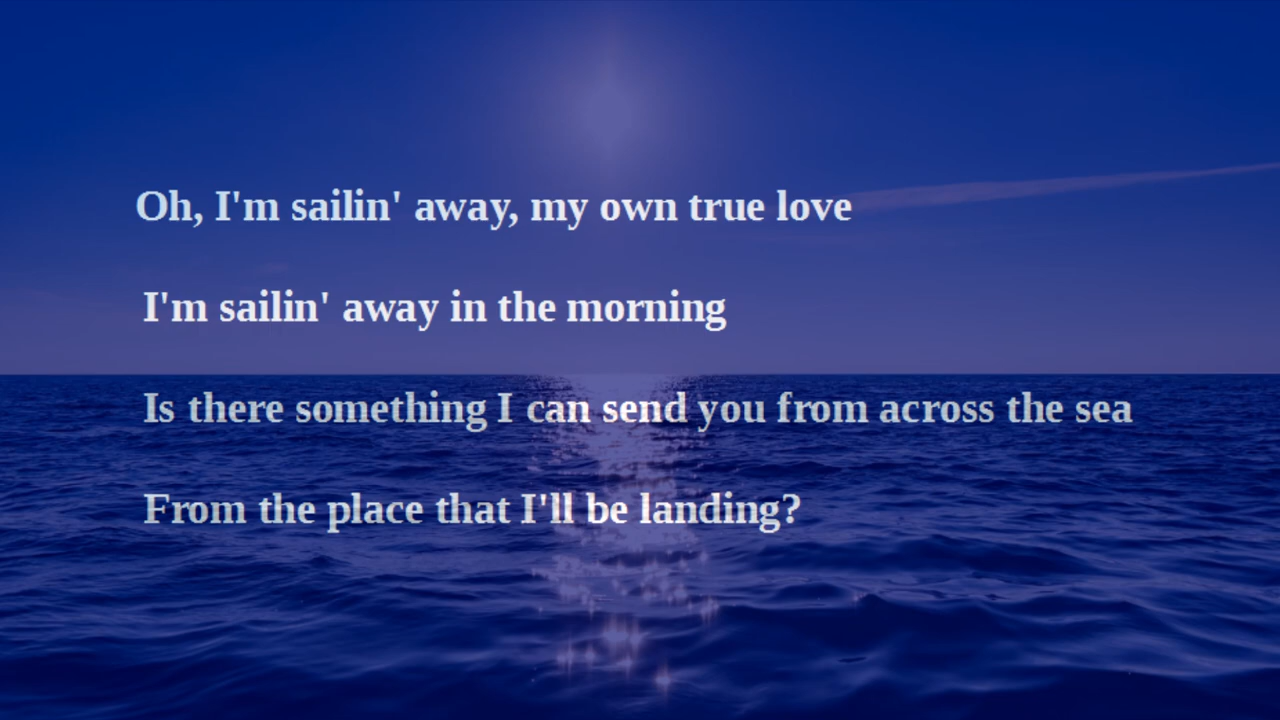 Oh, I'm sailin' away, my own true love
I'm sailin' away in the morning
Is there something I can send you from across the sea
From the place that I'll be landing?